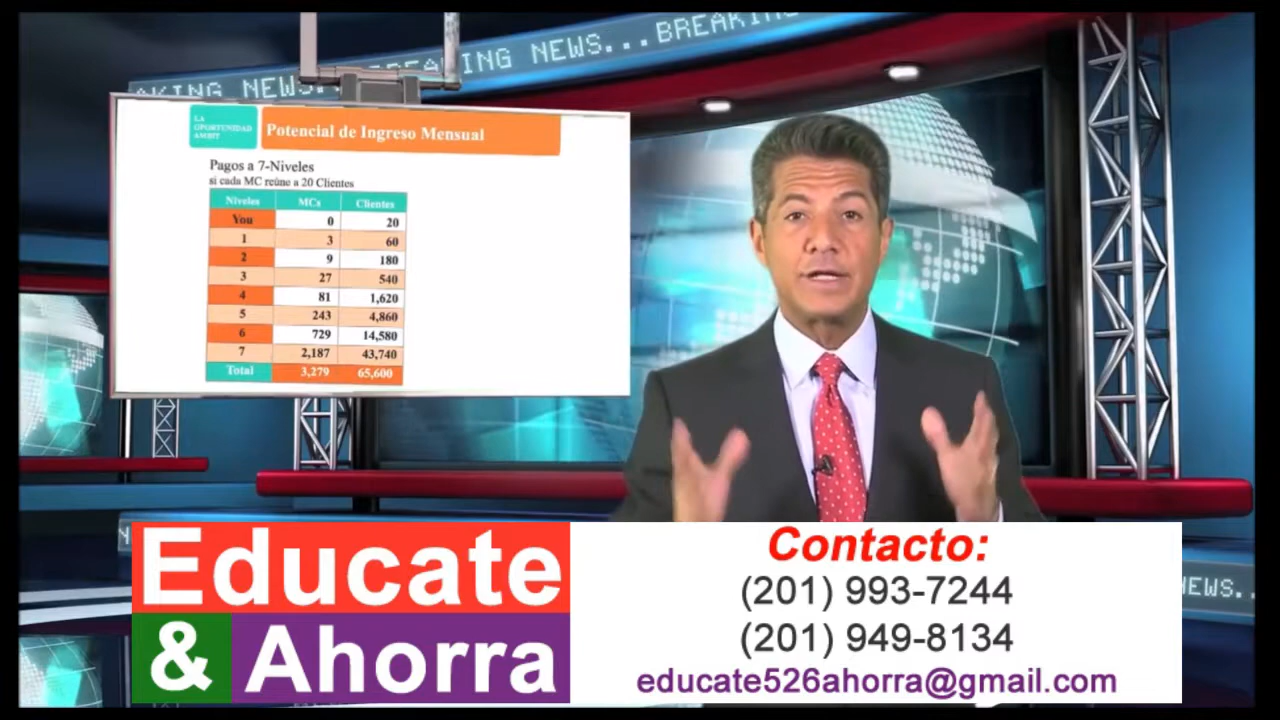 AKING NEWS...BREAKING NEWS...BREAKIN
LA
OPORTUNIDAD
AMBIT
Potencial de Ingreso Mensual
Pagos a 7-Niveles
si cada MC reúne a 20 Clientes
Niveles MCs Clientes
You 0 20
1 3 60
2 9 180
3 27 540
4 81 1,620
5 243 4,860
6 729 14,580
7 2,187 43,740
Total 3,279 65,600
N
NEWS..
Educate
& Ahorra
Contacto:
(201) 993-7244
(201) 949-8134
educate526ahorra@gmail.com